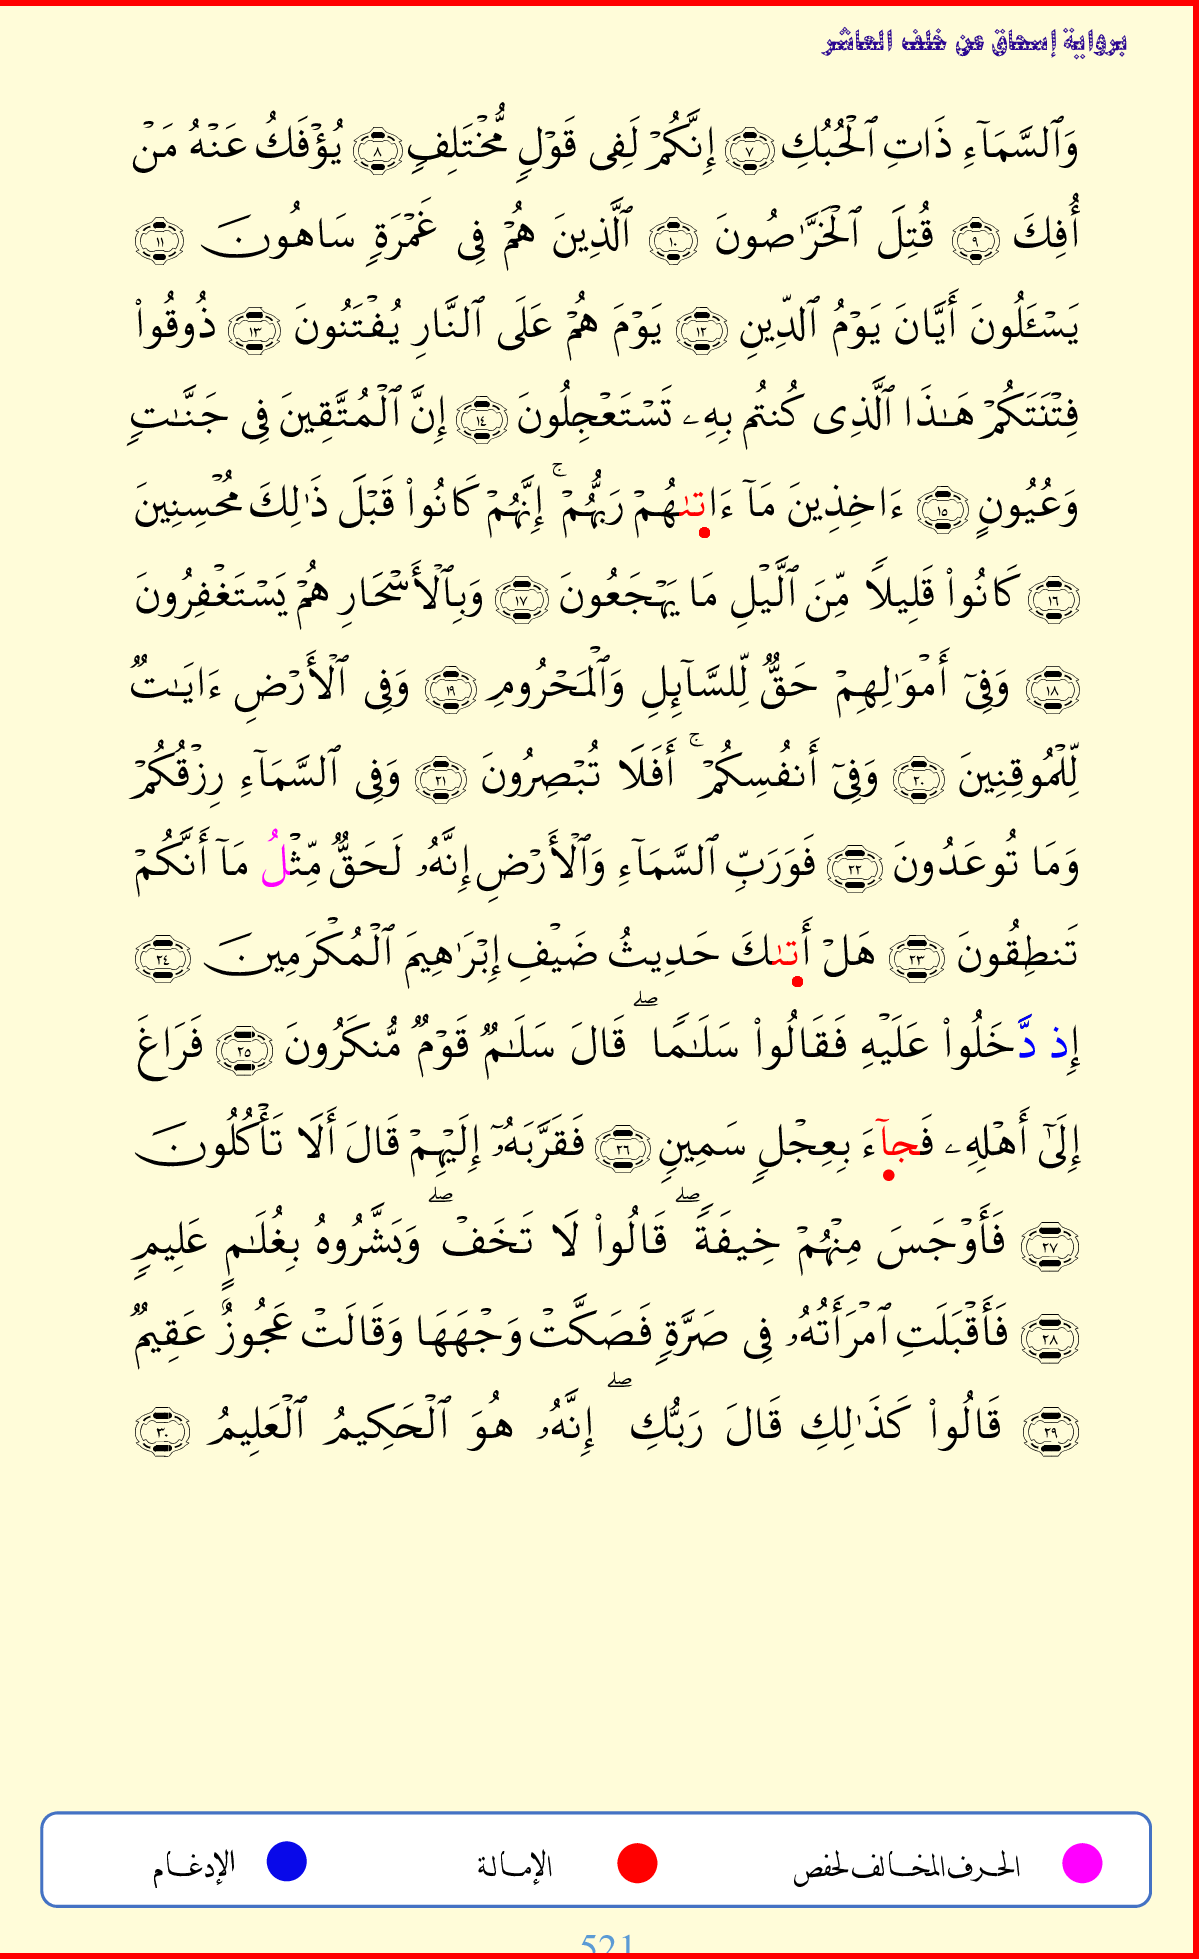 برواية إسحاق عن خلف العاشر
وَٱلسَّمَآءِ ذَاتِ ٱلۡحُبُكِ ٧ إِنَّكُمۡ لَفِى قَوۡلٖ مُّخۡتَلِفٖ ٨ يُؤۡفَكُ عَنۡهُ مَنۡ
أُفِكَ ٩ قُتِلَ ٱلۡخَرَّٰصُونَ ١٠ ٱلَّذِينَ هُمۡ فِى غَمۡرَةٖ سَاهُونَ ١١
يَسۡـَٔلُونَ أَيَّانَ يَوۡمُ ٱلدِّينِ ١٢ يَوۡمَ هُمۡ عَلَى ٱلنَّارِ يُفۡتَنُونَ ١٣ ذُوقُواْ
فِتۡنَتَكُمۡ هَٰذَا ٱلَّذِى كُنتُم بِهِۦ تَسۡتَعۡجِلُونَ ١٤ إِنَّ ٱلۡمُتَّقِينَ فِى جَنَّٰتٖ
وَعُيُونٍ ١٥ ءَاخِذِينَ مَآ ءَاتىٰهُمۡ رَبُّهُمۡۚ إِنَّهُمۡ كَانُواْ قَبۡلَ ذَٰلِكَ مُحۡسِنِينَ
١٦ كَانُواْ قَلِيلٗا مِّنَ ٱلَّيۡلِ مَا يَهۡجَعُونَ ١٧ وَبِٱلۡأَسۡحَارِ هُمۡ يَسۡتَغۡفِرُونَ
١٨ وَفِىٓ أَمۡوَٰلِهِمۡ حَقّٞ لِّلسَّآئِلِ وَٱلۡمَحۡرُومِ ١٩ وَفِى ٱلۡأَرۡضِ ءَايَٰتٞ
لِّلۡمُوقِنِينَ ٢٠ وَفِىٓ أَنفُسِكُمۡۚ أَفَلَا تُبۡصِرُونَ ٢١ وَفِى ٱلسَّمَآءِ رِزۡقُكُمۡ
وَمَا تُوعَدُونَ ٢٢ فَوَرَبِّ ٱلسَّمَآءِ وَٱلۡأَرۡضِ إِنَّهُۥ لَحَقّٞ مِّثۡلُ مَآ أَنَّكُمۡ
تَنطِقُونَ ٢٣ هَلۡ أَتىٰكَ حَدِيثُ ضَيۡفِ إِبۡرَٰهِيمَ ٱلۡمُكۡرَمِينَ ٢٤
إِذ دَّخَلُواْ عَلَيۡهِ فَقَالُواْ سَلَٰمٗاۖ قَالَ سَلَٰمٞ قَوۡمٞ مُّنكَرُونَ ٢٥ فَرَاغَ
إِلَىٰٓ أَهۡلِهِۦ فَجآءَ بِعِجۡلٖ سَمِينٖ ٢٦ فَقَرَّبَهُۥٓ إِلَيۡهِمۡ قَالَ أَلَا تَأۡكُلُونَ
٢٧ فَأَوۡجَسَ مِنۡهُمۡ خِيفَةٗۖ قَالُواْ لَا تَخَفۡۖ وَبَشَّرُوهُ بِغُلَٰمٍ عَلِيمٖ
٢٨ فَأَقۡبَلَتِ ٱمۡرَأَتُهُۥ فِى صَرَّةٖ فَصَكَّتۡ وَجۡهَهَا وَقَالَتۡ عَجُوزٌ عَقِيمٞ
٢٩ قَالُواْ كَذَٰلِكِ قَالَ رَبُّكِۖ إِنَّهُۥ هُوَ ٱلۡحَكِيمُ ٱلۡعَلِيمُ ٣٠
الحرف المخالف لحفص الإمالة الإدغام
521